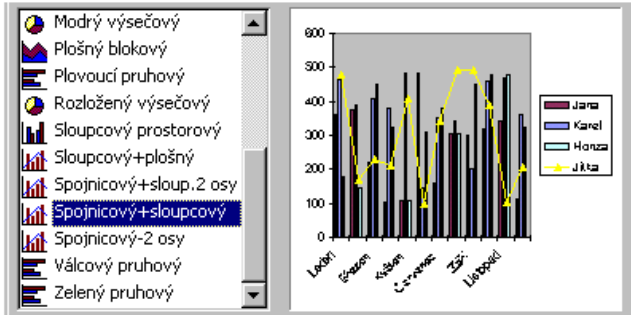 Modrý výsečový
Plošný blokový
Plovoucí pruhový
Rozložený výsečový
Sloupcový prostorový
Sloupcový+plošný
Spojnicový+sloup.2 osy
Spojnicový+sloupcový
Spojnicový-2 osy
Válcový pruhový
Zelený pruhový
600
500
400
300
200
100
0
Leden
Březen
Květen
Červenec
Září
Listopad
Jana
Karel
Honza
Jitka